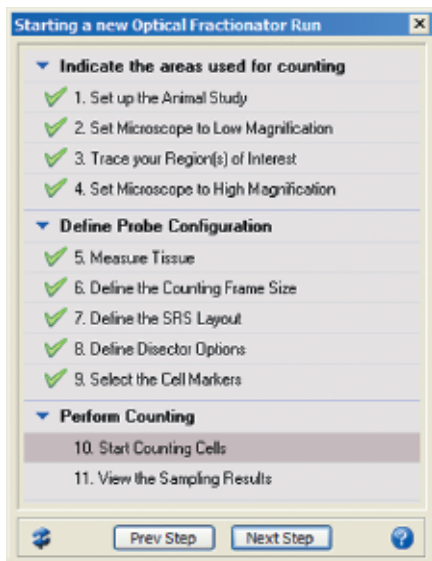 Starting a new Optical Fractionator Run
Indicate the areas used for counting
1. Set up the Animal Study
2. Set Microscope to Low Magnification
3. Trace your Region(s) of Interest
4. Set Microscope to High Magnification
Define Probe Configuration
5. Measure Tissue
6. Define the Counting Frame Size
7. Define the SRS Layout
8. Define Disector Options
9. Select the Cell Markers
Perform Counting
10. Start Counting Cells
11. View the Sampling Results
Prev Step Next Step ?